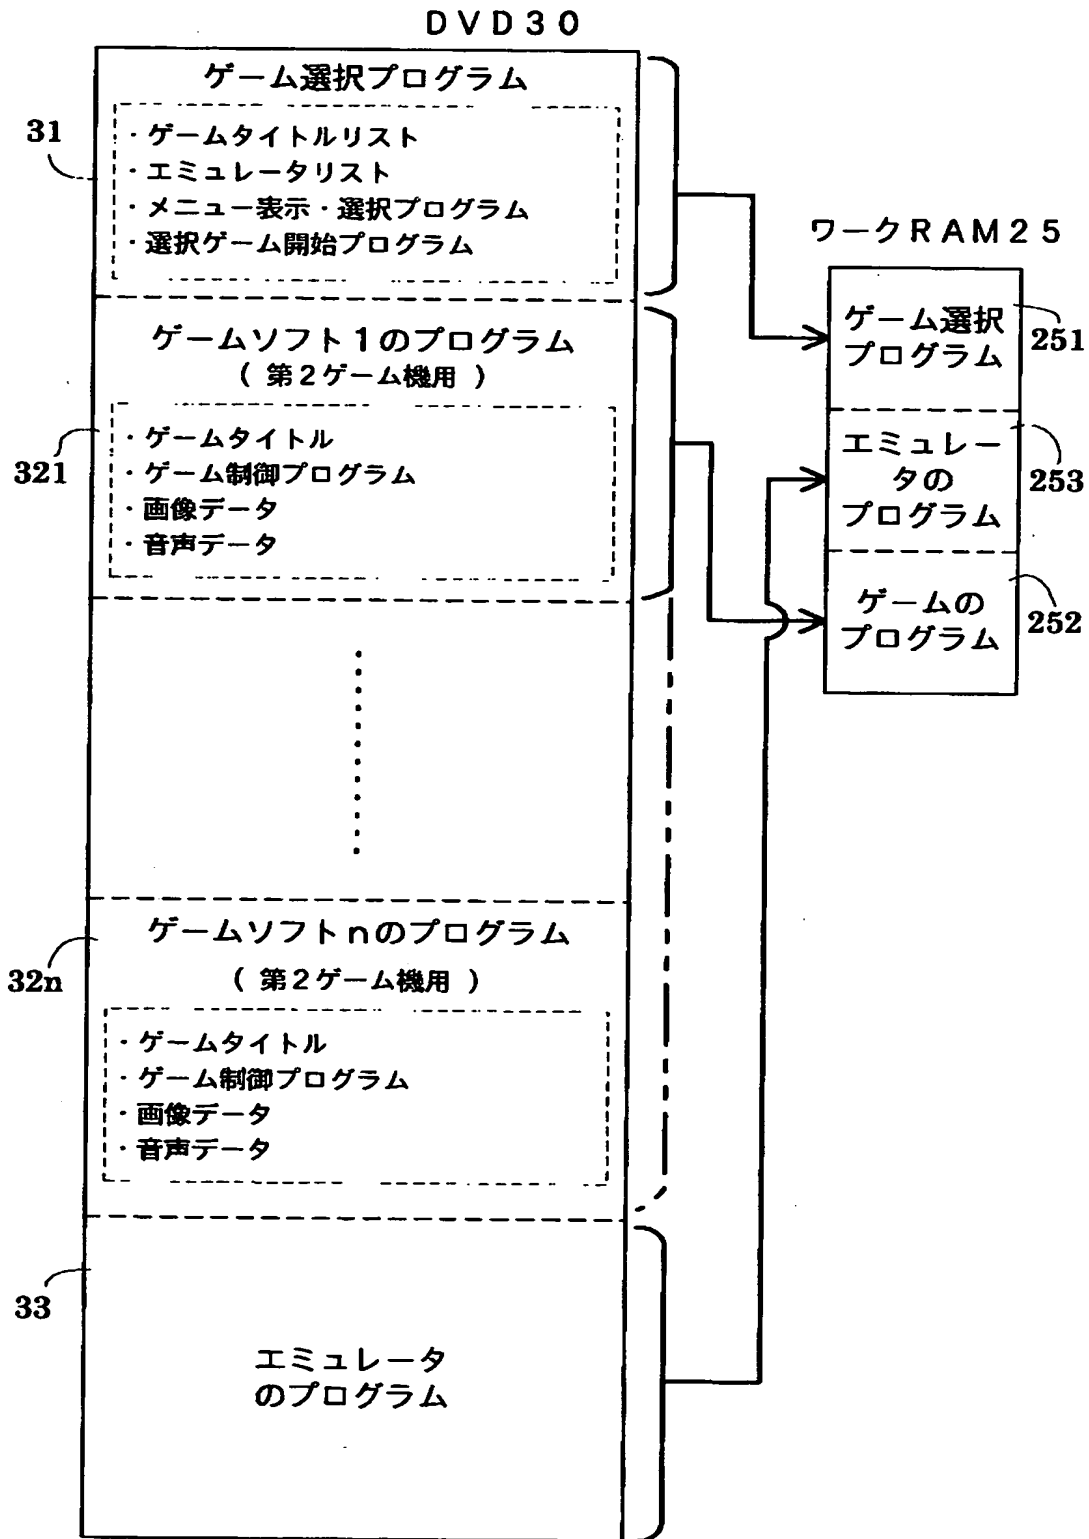 DVD30
ゲーム選択プログラム
31
・ゲームタイトルリスト
・エミュレータリスト
・メニュー表示・選択プログラム
・選択ゲーム開始プログラム
ゲームソフト1のプログラム
(第2ゲーム機用)
321
・ゲームタイトル
・ゲーム制御プログラム
・画像データ
・音声データ
ゲームソフトnのプログラム
32n
(第2ゲーム機用)
・ゲームタイトル
・ゲーム制御プログラム
・画像データ
・音声データ
33
エミュレータ
のプログラム
ワークRAM25
ゲーム選択
プログラム
251
エミュレー
タの
プログラム
253
ゲームの
プログラム
252